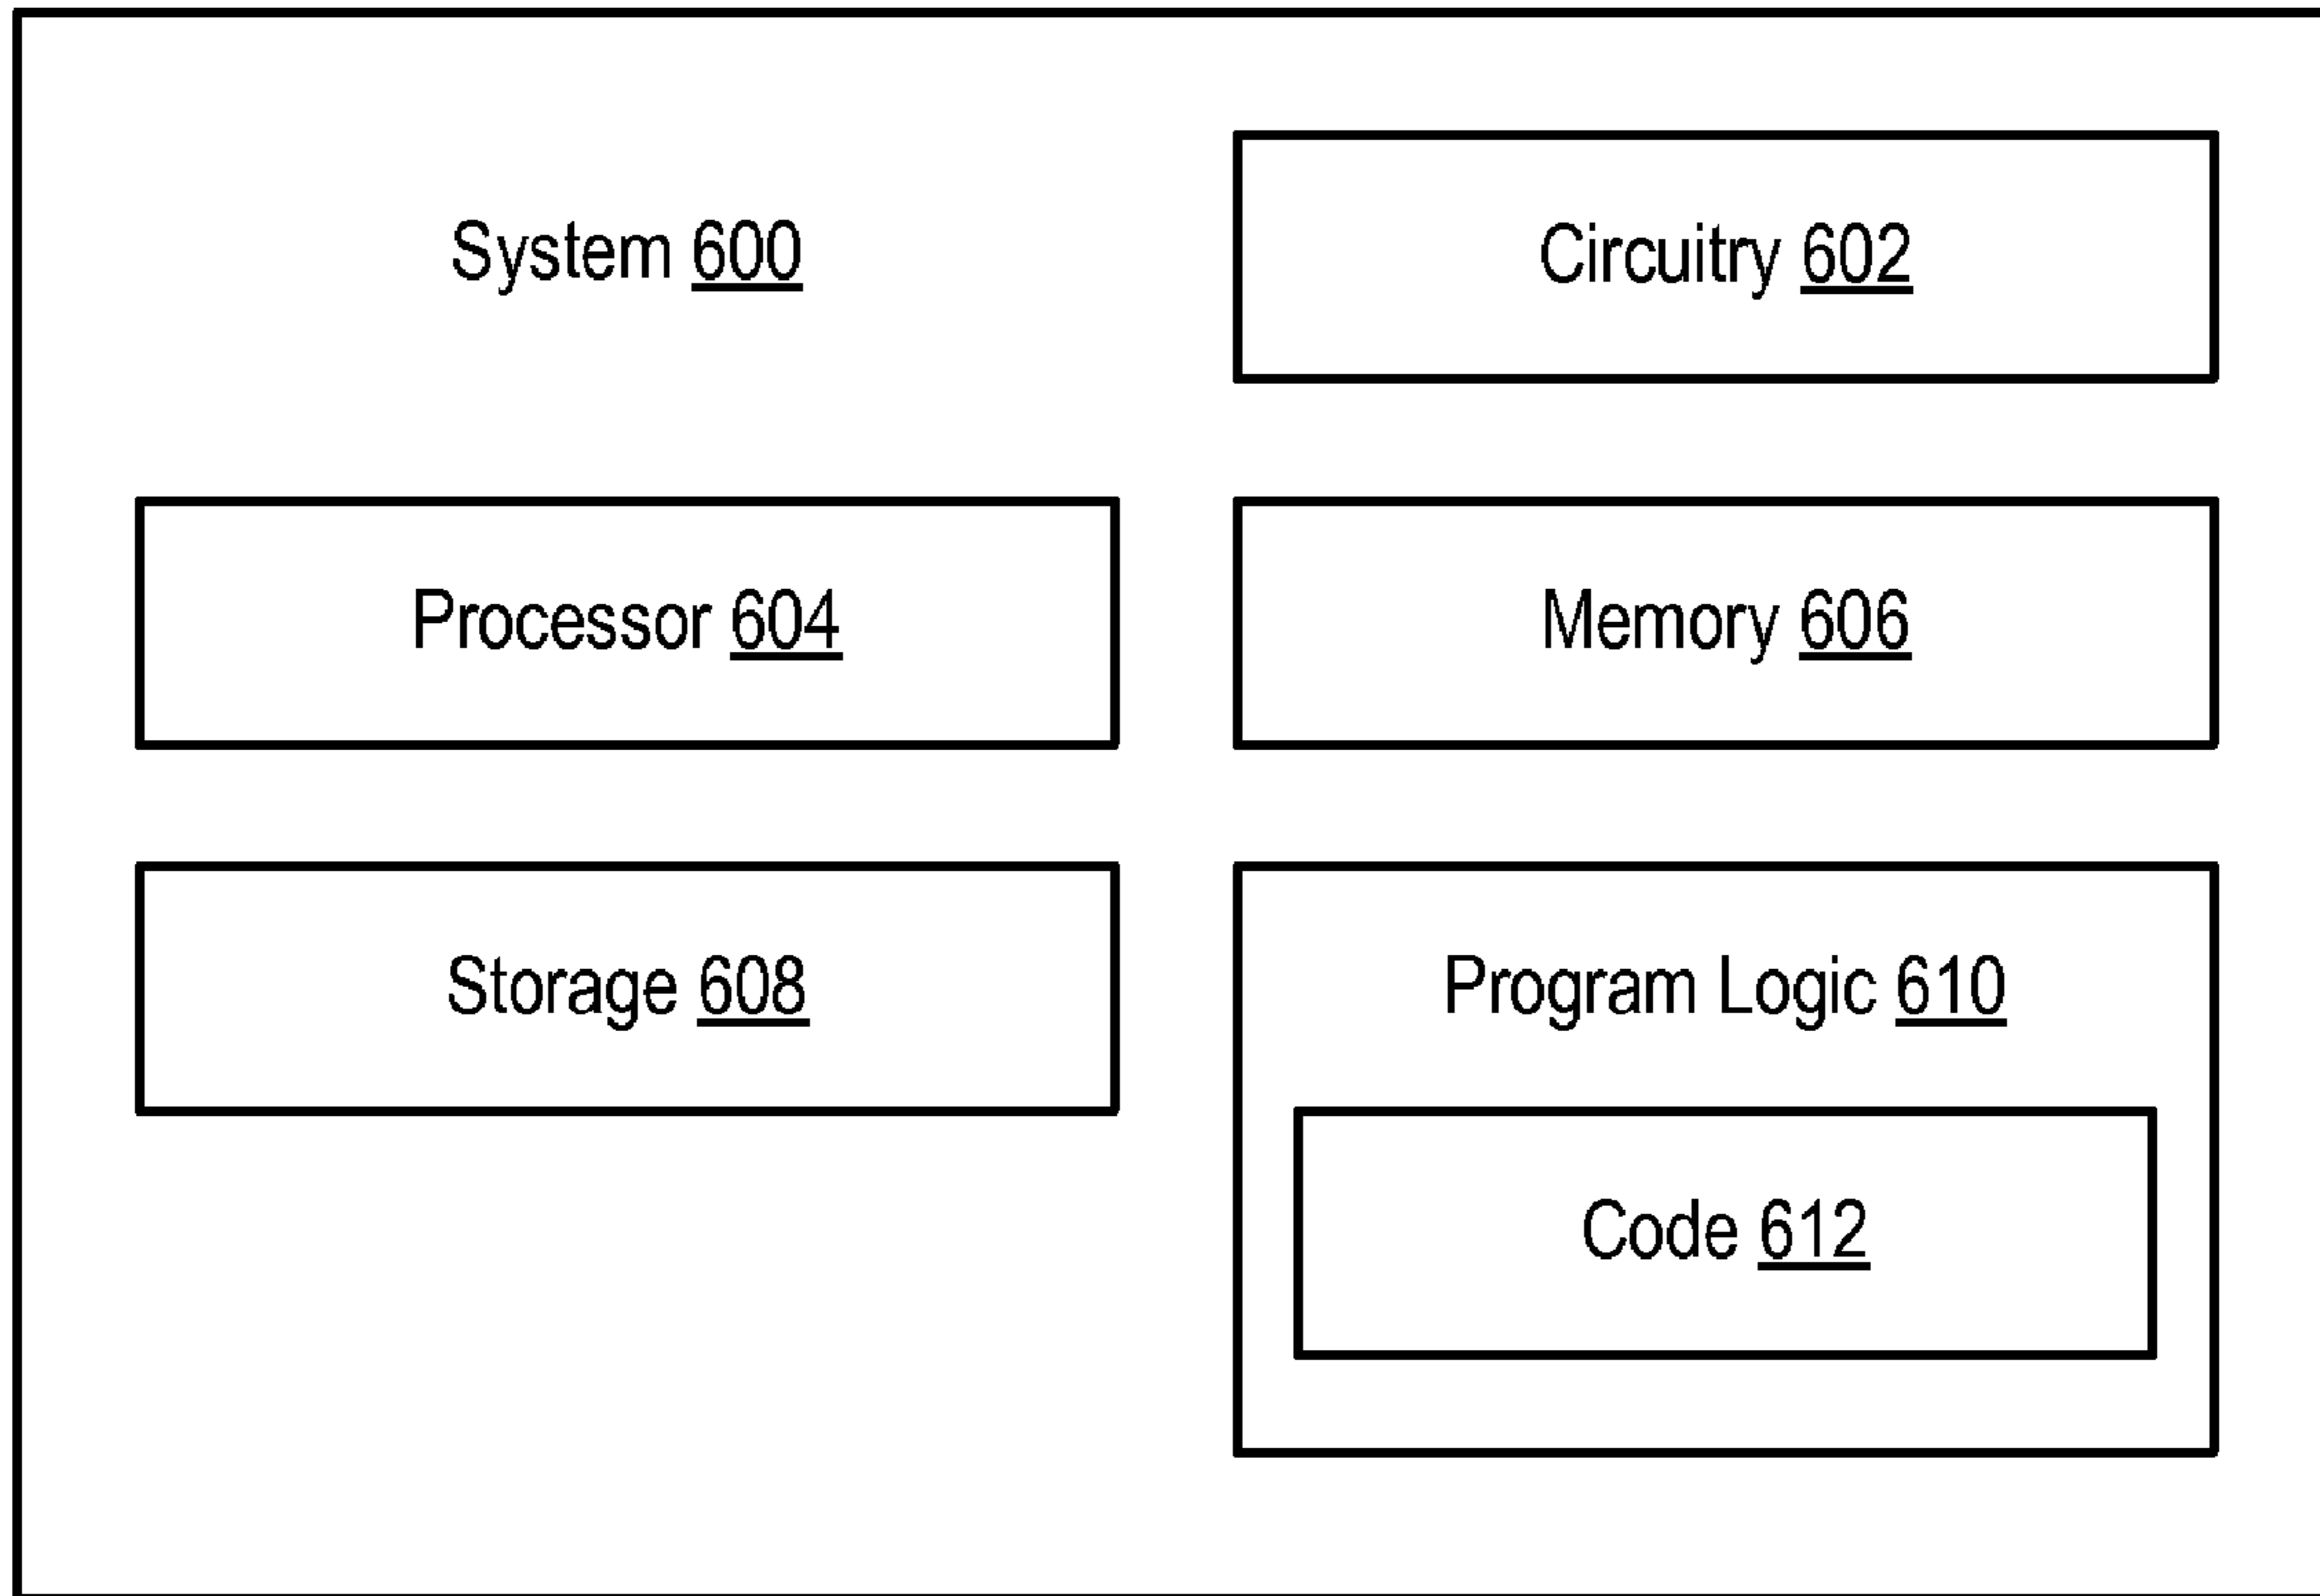 System 600
Circuitry 602
Processor 604
Memory 606
Storage 608
Program Logic 610
Code 612